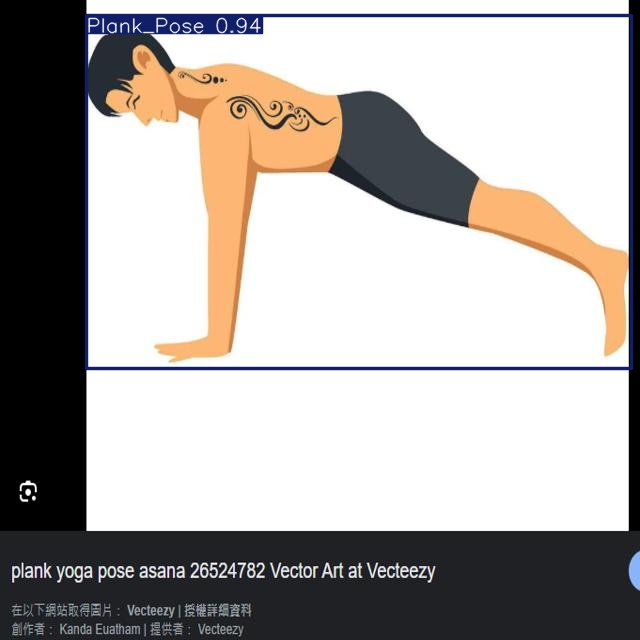 Plank_Pose 0.94
plank yoga pose asana 26524782 Vector Art at Vecteezy
在以下網站取得圖片： Vecteezy | 授權詳細資料
創作者： Kanda Euatham | 提供者： Vecteezy